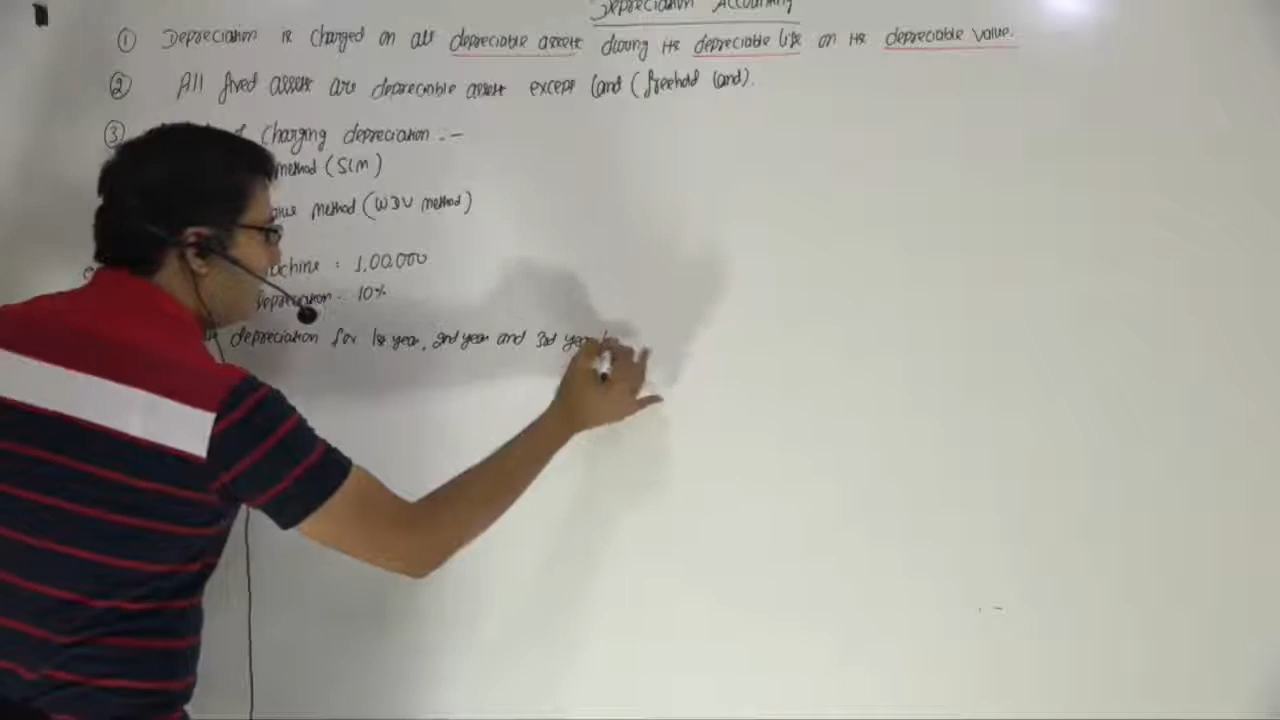 Depreciation Accounting
① Depreciation is charged on all depreciable assets during its depreciable life on its depreciable value.
② All fixed assets are depreciable assets except land (freehold land).
③ charging depreciation :-
method (SLM)
method (WDV method)
: 1,00,000
Depreciation : 10%
depreciation for 1st year, 2nd year and 3rd year